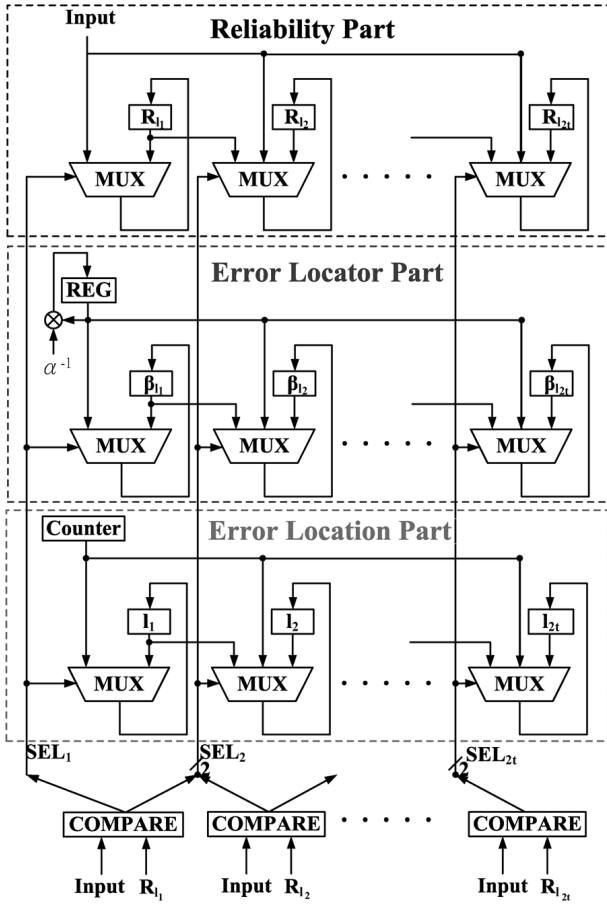 Input
Reliability Part
R_{l_1} R_{l_2} R_{l_{2t}}
MUX MUX . . . . . MUX
Error Locator Part
REG
α⁻¹
β_{l_1} β_{l_2} β_{l_{2t}}
MUX MUX . . . . . MUX
Error Location Part
Counter
l_1 l_2 l_{2t}
MUX MUX . . . . . MUX
SEL_1 SEL_2 SEL_{2t}
2 2
COMPARE COMPARE . . . . . COMPARE
Input R_{l_1} Input R_{l_2} Input R_{l_{2t}}